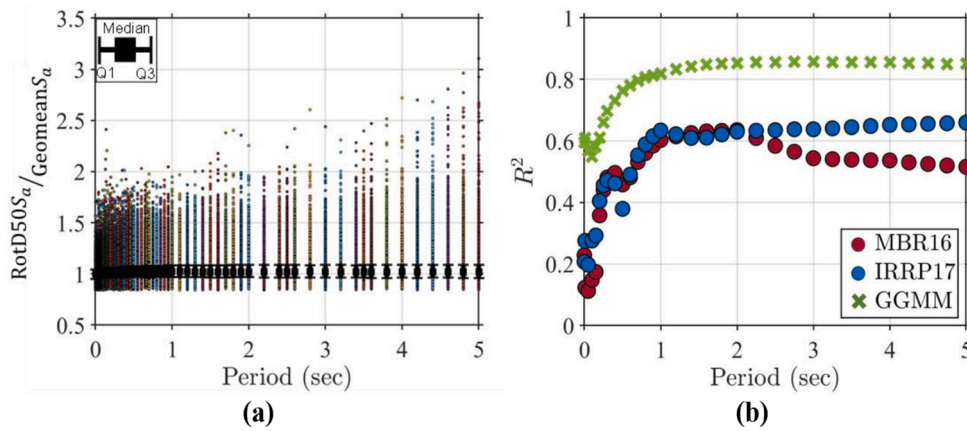 Median
Q1 Q3
RotD50Sa/GeomeanSa
3.5
3
2.5
2
1.5
1
0.5
0 1 2 3 4 5
Period (sec)
(a)
R2
1
0.8
0.6
0.4
0.2
0
MBR16
IRRP17
GGMM
0 1 2 3 4 5
Period (sec)
(b)